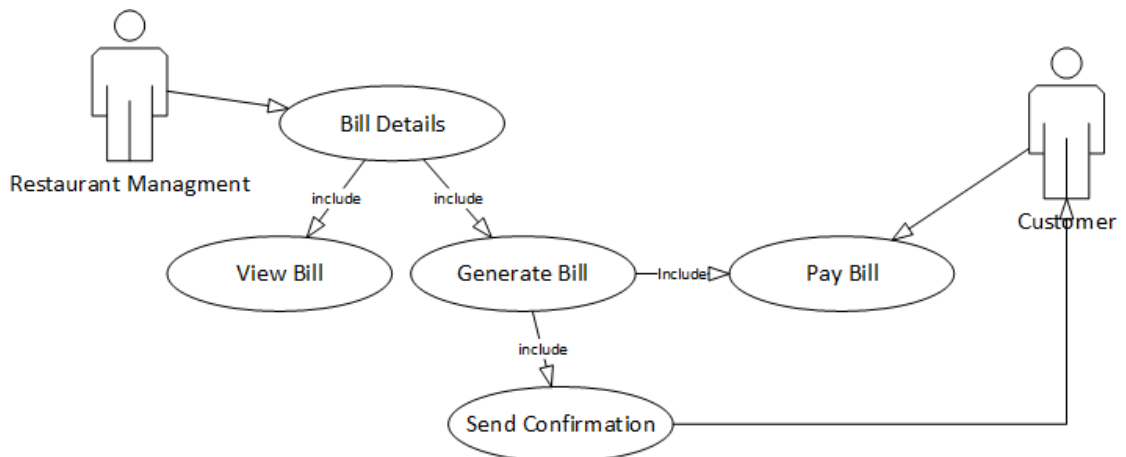 Bill Details
Restaurant Managment
include
include
Customer
View Bill
Generate Bill
Include
Pay Bill
include
Send Confirmation